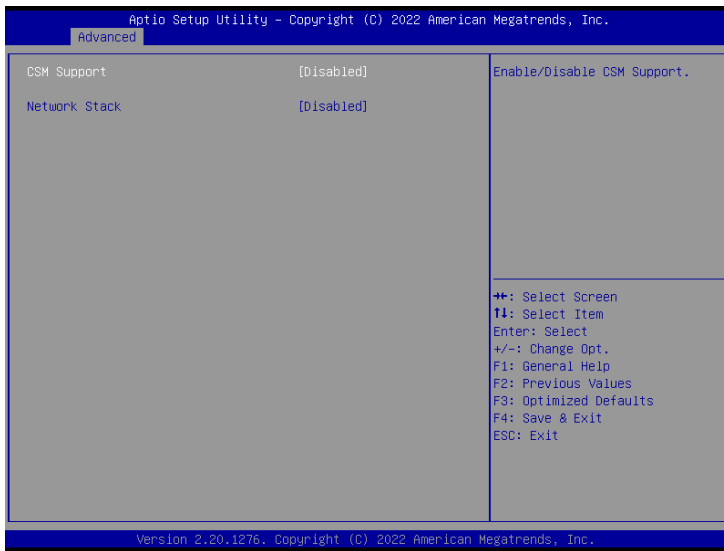 Aptio Setup Utility – Copyright (C) 2022 American Megatrends, Inc.
Advanced
CSM Support [Disabled]
Network Stack [Disabled]
Enable/Disable CSM Support.
→←: Select Screen
↑↓: Select Item
Enter: Select
+/-: Change Opt.
F1: General Help
F2: Previous Values
F3: Optimized Defaults
F4: Save & Exit
ESC: Exit
Version 2.20.1276. Copyright (C) 2022 American Megatrends, Inc.